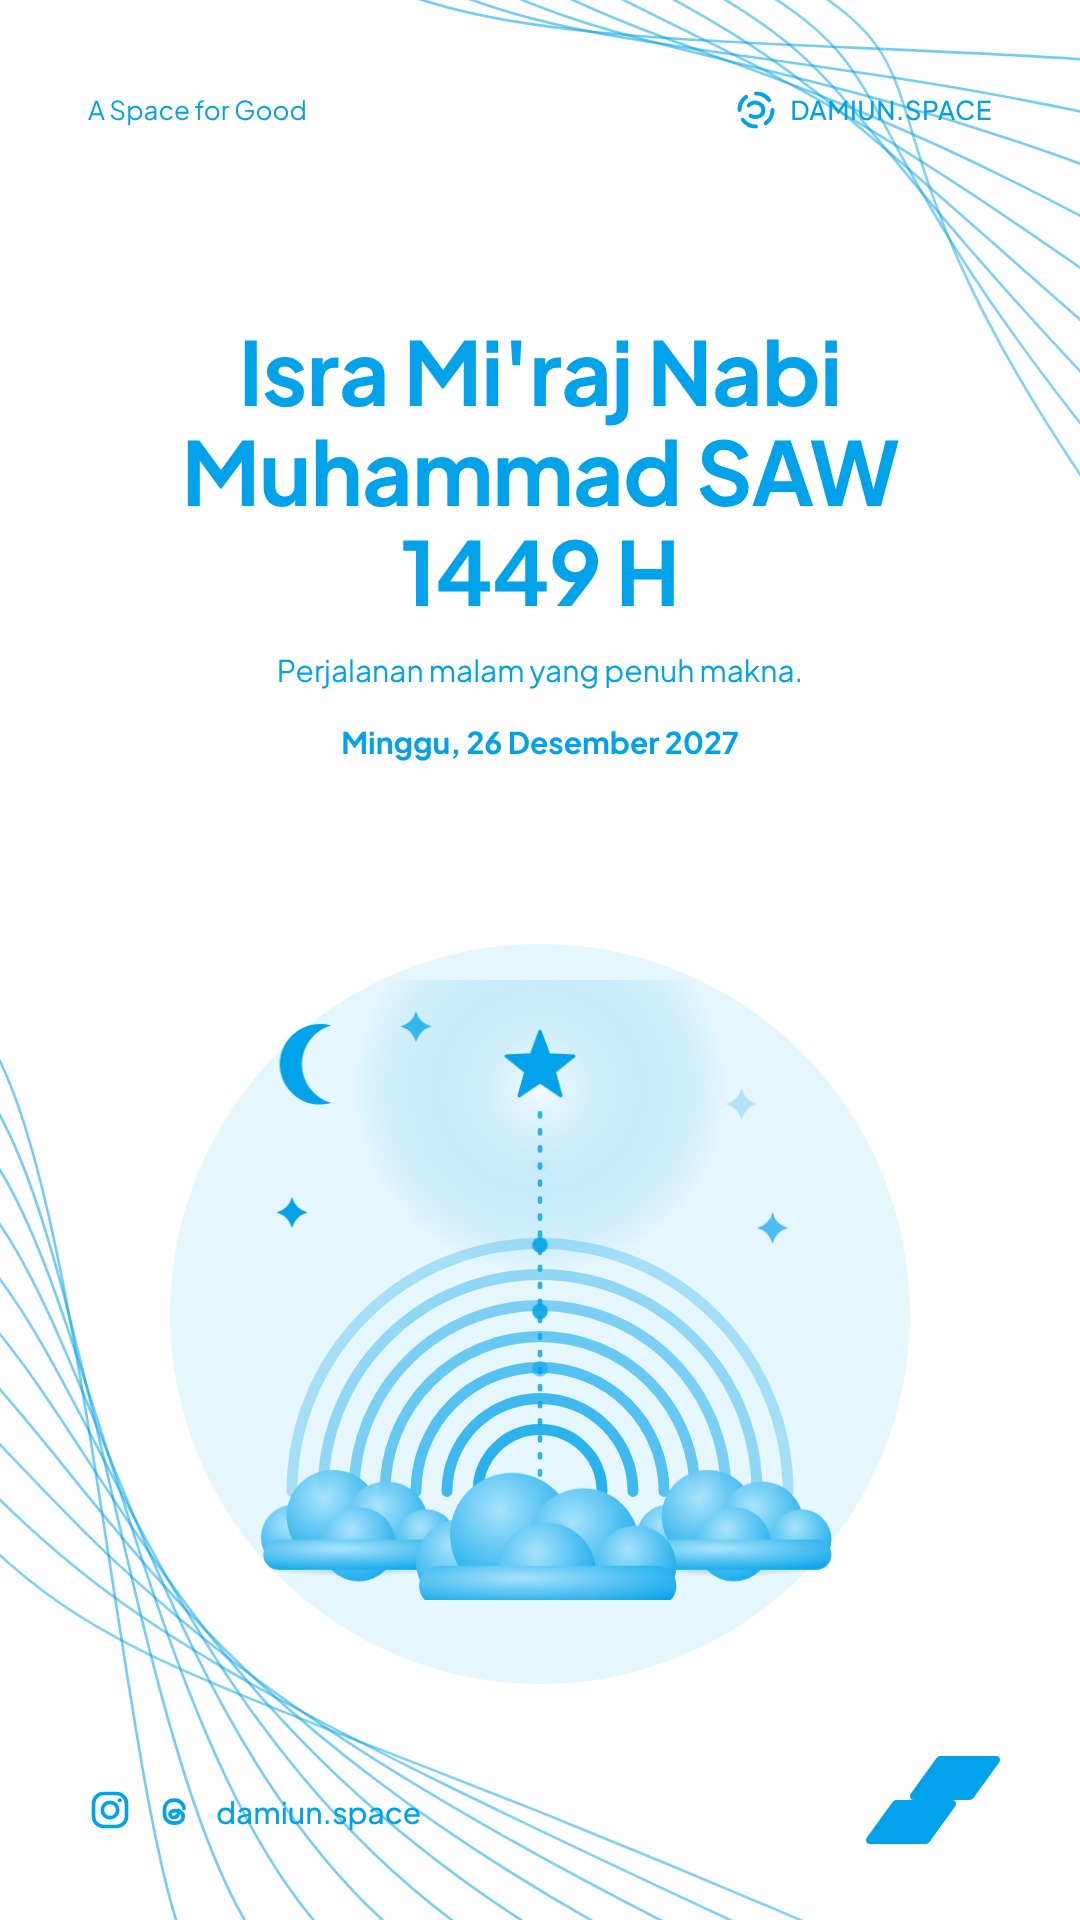 A Space for Good
DAMIUN.SPACE
Isra Mi'raj Nabi
Muhammad SAW
1449 H
Perjalanan malam yang penuh makna.
Minggu, 26 Desember 2027
damiun.space